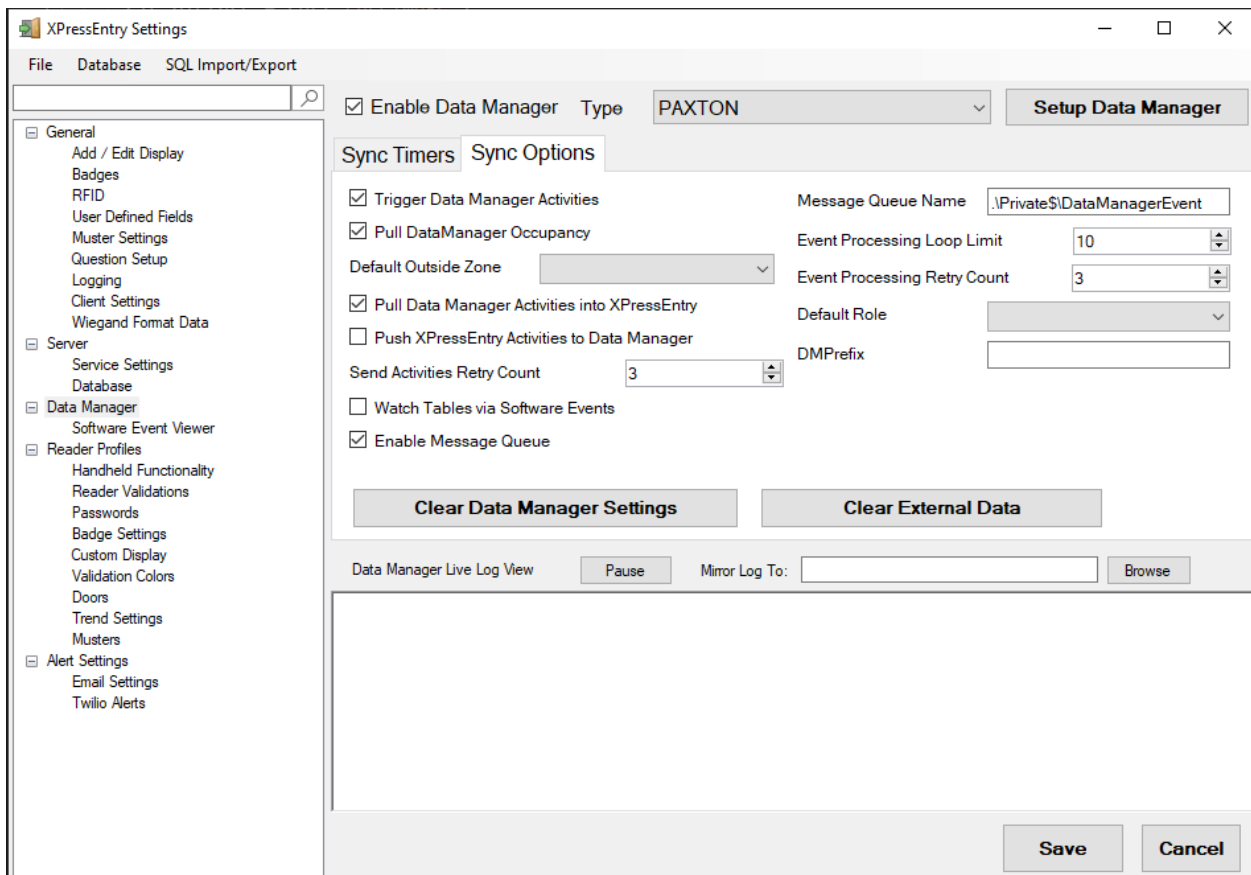 XPressEntry Settings
File Database SQL Import/Export
Enable Data Manager Type PAXTON Setup Data Manager
General
Add / Edit Display
Badges
RFID
User Defined Fields
Muster Settings
Question Setup
Logging
Client Settings
Wiegand Format Data
Server
Service Settings
Database
Data Manager
Software Event Viewer
Reader Profiles
Handheld Functionality
Reader Validations
Passwords
Badge Settings
Custom Display
Validation Colors
Doors
Trend Settings
Musters
Alert Settings
Email Settings
Twilio Alerts
Sync Timers Sync Options
Trigger Data Manager Activities
Pull DataManager Occupancy
Default Outside Zone
Pull Data Manager Activities into XPressEntry
Push XPressEntry Activities to Data Manager
Send Activities Retry Count 3
Watch Tables via Software Events
Enable Message Queue
Message Queue Name .\Private$\DataManagerEvent
Event Processing Loop Limit 10
Event Processing Retry Count 3
Default Role
DMPrefix
Clear Data Manager Settings Clear External Data
Data Manager Live Log View Pause Mirror Log To: Browse
Save Cancel